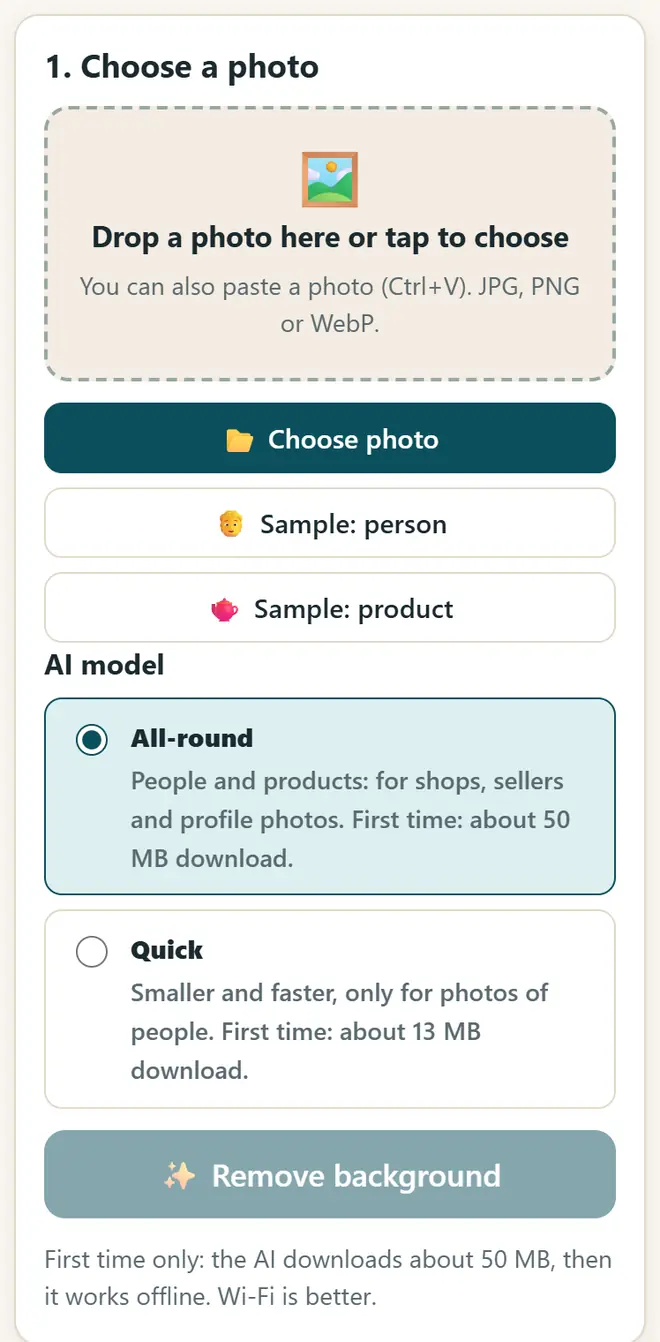 1. Choose a photo
Drop a photo here or tap to choose
You can also paste a photo (Ctrl+V). JPG, PNG
or WebP.
Choose photo
Sample: person
Sample: product
AI model
All-round
People and products: for shops, sellers
and profile photos. First time: about 50
MB download.
Quick
Smaller and faster, only for photos of
people. First time: about 13 MB
download.
Remove background
First time only: the AI downloads about 50 MB, then
it works offline. Wi-Fi is better.